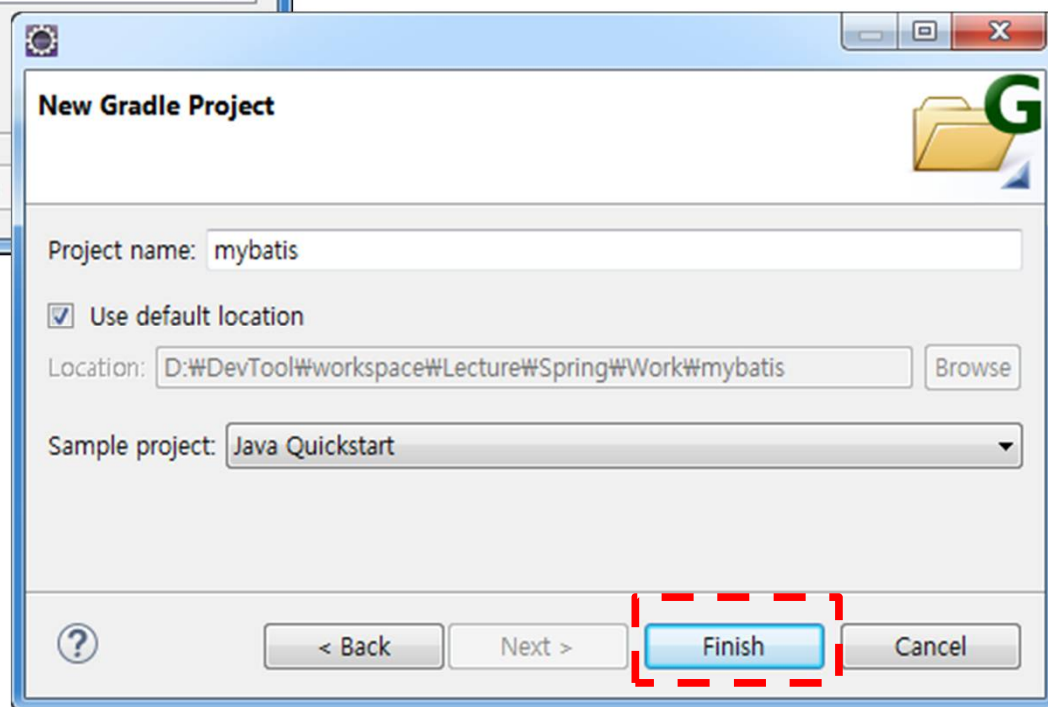 New Gradle Project
G
Project name: mybatis
Use default location
Location: D:₩DevTool₩workspace₩Lecture₩Spring₩Work₩mybatis Browse
Sample project: Java Quickstart
? < Back Next > Finish Cancel